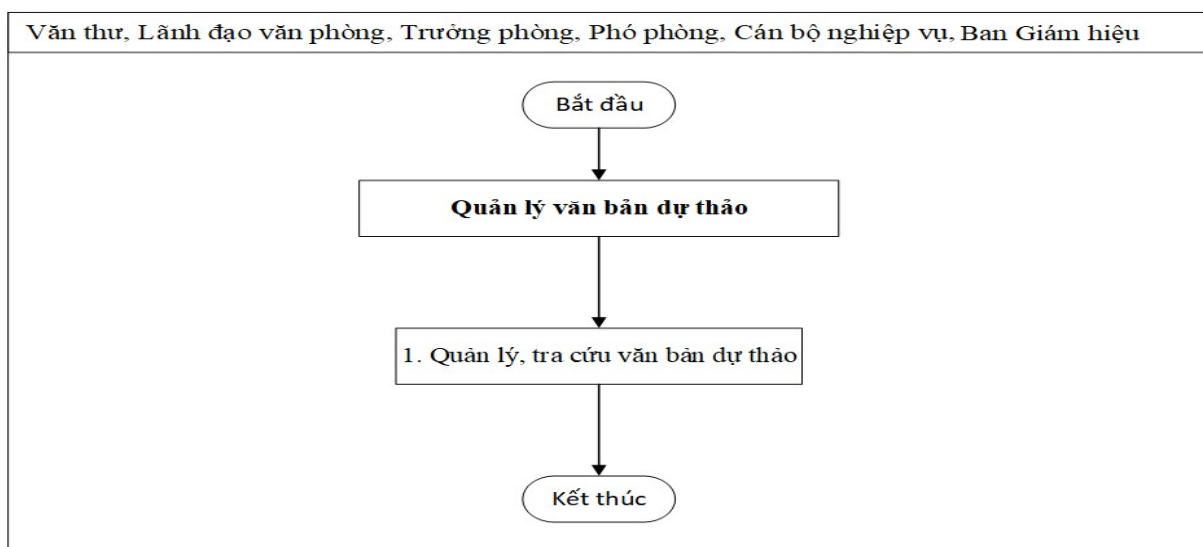 Văn thư, Lãnh đạo văn phòng, Trưởng phòng, Phó phòng, Cán bộ nghiệp vụ, Ban Giám hiệu
Bắt đầu
Quản lý văn bản dự thảo
1. Quản lý, tra cứu văn bản dự thảo
Kết thúc